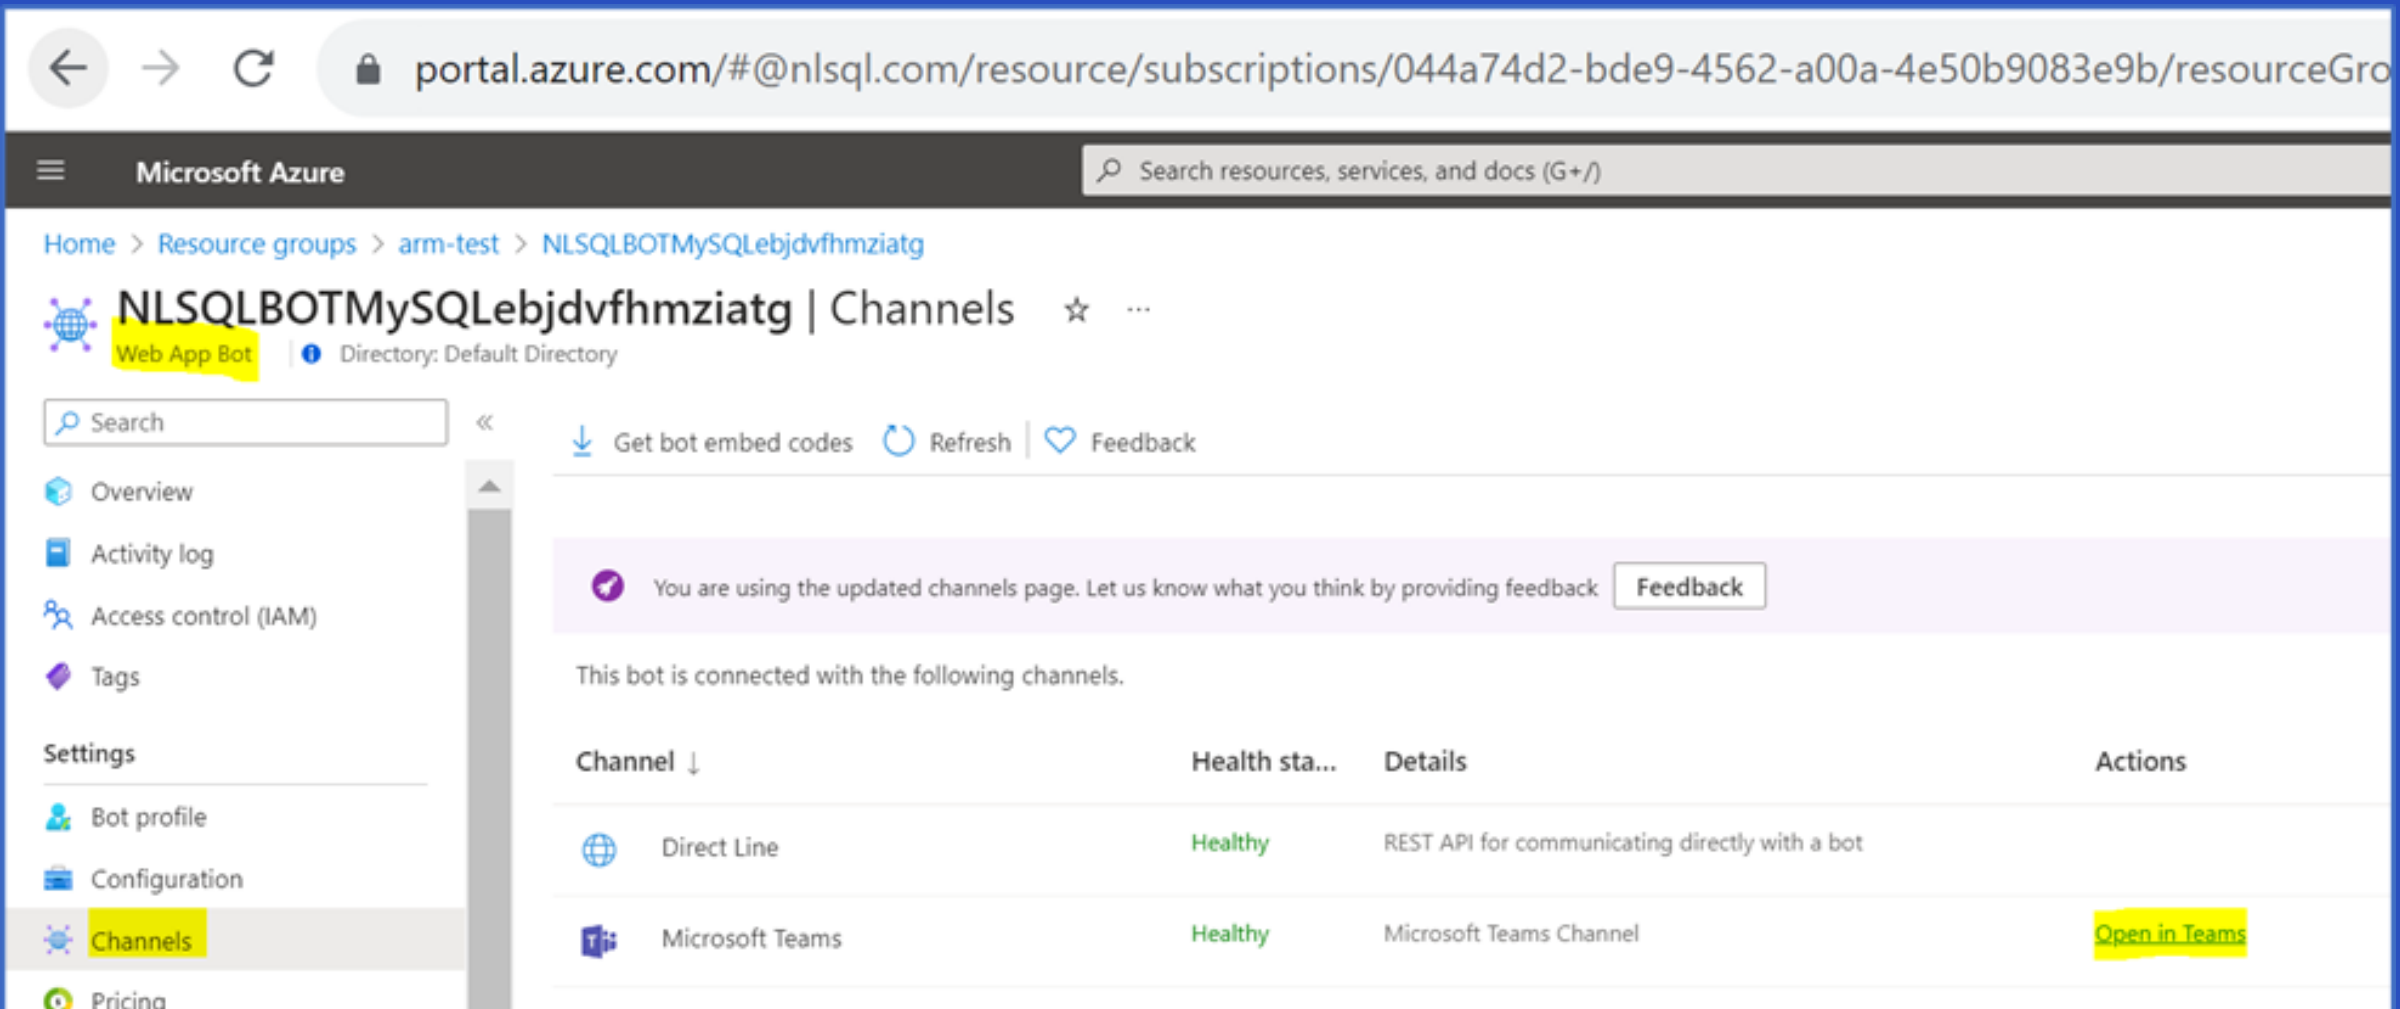 portal.azure.com/#@nlsql.com/resource/subscriptions/044a74d2-bde9-4562-a00a-4e50b9083e9b/resourceGro
Microsoft Azure
Search resources, services, and docs (G+/)
Home > Resource groups > arm-test > NLSQLBOTMySQLebjdvfhmziatg
NLSQLBOTMySQLebjdvfhmziatg | Channels
Web App Bot
Directory: Default Directory
Search
«
Get bot embed codes
Refresh
Feedback
Overview
Activity log
Access control (IAM)
Tags
Settings
Bot profile
Configuration
Channels
Pricing
You are using the updated channels page. Let us know what you think by providing feedback
Feedback
This bot is connected with the following channels.
Channel ↓ Health sta... Details Actions
Direct Line Healthy REST API for communicating directly with a bot
Microsoft Teams Healthy Microsoft Teams Channel Open in Teams